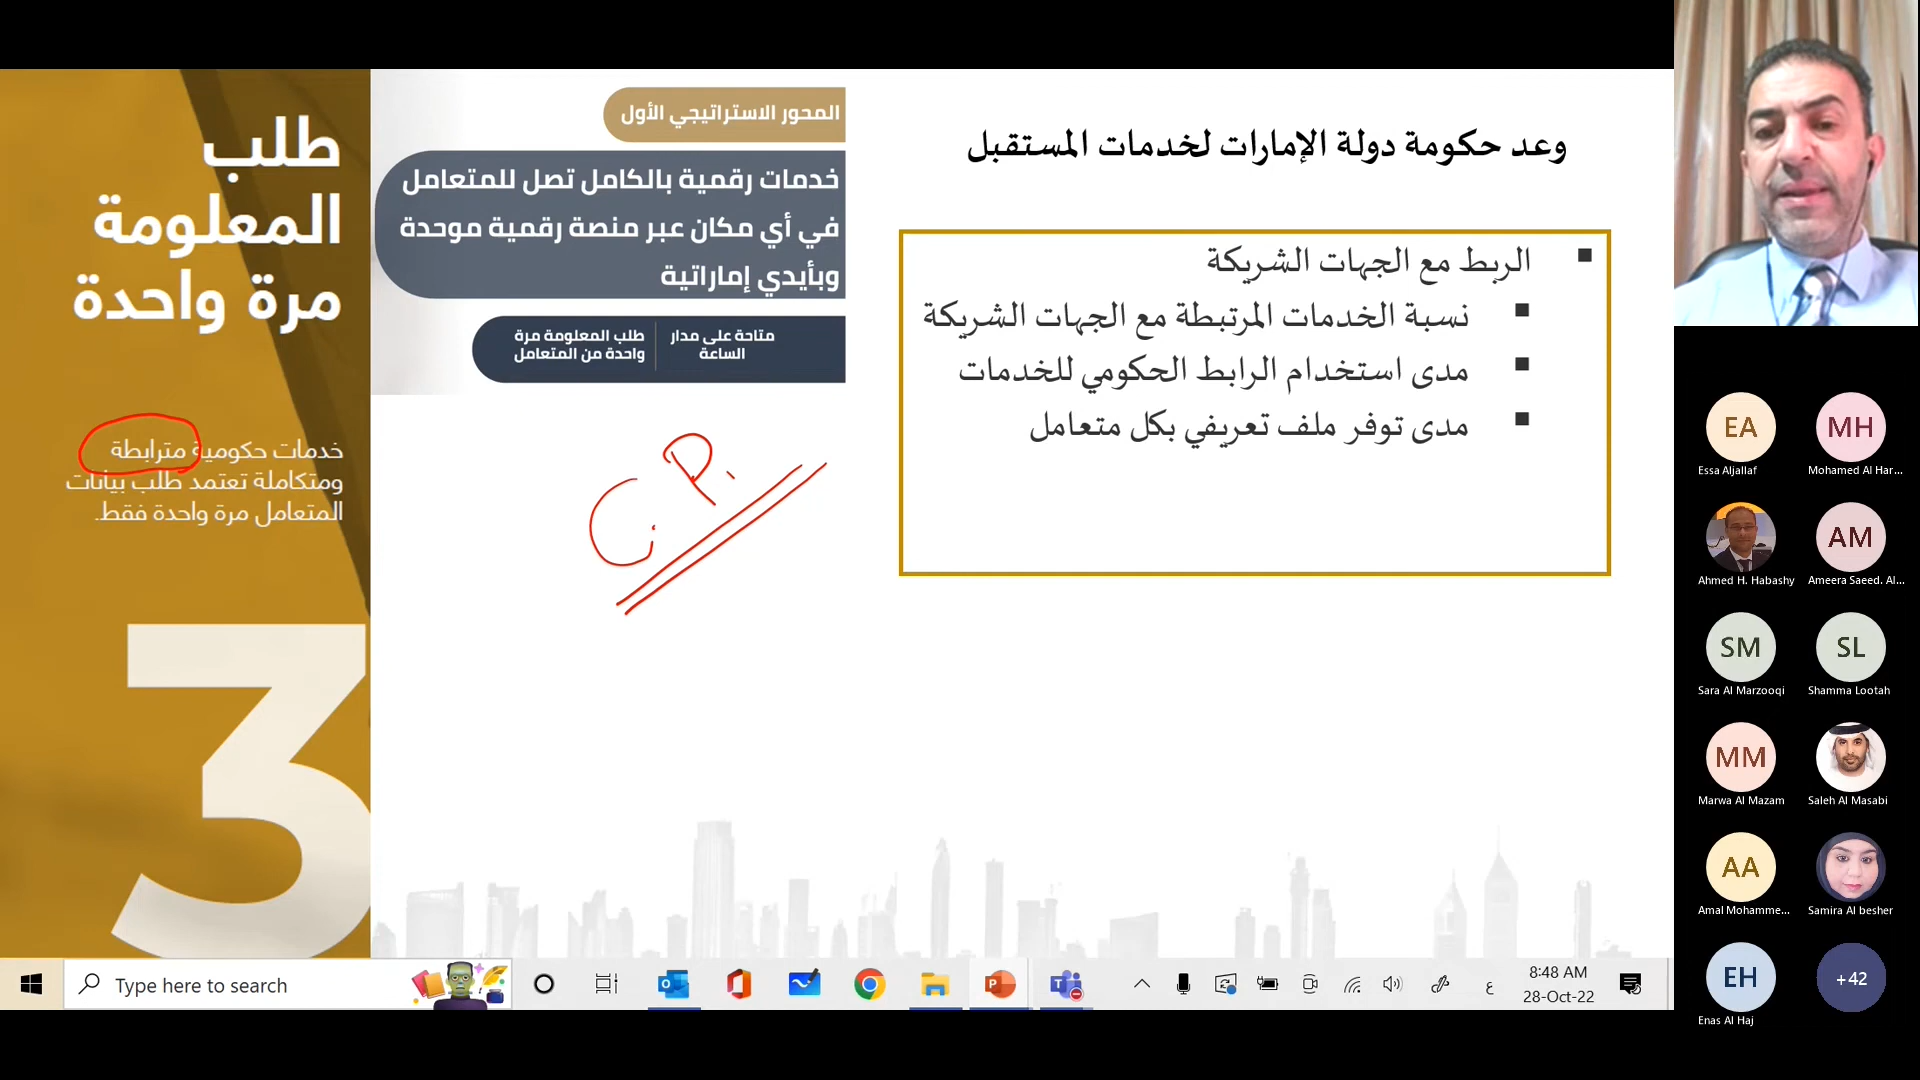 وعد حكومة دولة الإمارات لخدمات المستقبل
الربط مع الجهات الشريكة
نسبة الخدمات المرتبطة مع الجهات الشريكة
مدى استخدام الرابط الحكومي للخدمات
مدى توفر ملف تعريفي بكل متعامل
المحور الاستراتيجي الأول
خدمات رقمية بالكامل تصل للمتعامل
في أي مكان عبر منصة رقمية موحدة
وبأيدي إماراتية
متاحة على مدار
الساعة
طلب المعلومة مرة
واحدة من المتعامل
C. P.
طلب
المعلومة
مرة واحدة
خدمات حكومية مترابطة
ومتكاملة تعتمد طلب بيانات
المتعامل مرة واحدة فقط.
3
EA
Essa Aljallaf
MH
Mohamed Al Har...
Ahmed H. Habashy
AM
Ameera Saeed. Al...
SM
Sara Al Marzooqi
SL
Shamma Lootah
MM
Marwa Al Mazam
Saleh Al Masabi
AA
Amal Mohamme...
Samira Al besher
EH
Enas Al Haj
+42
Type here to search
ع
8:48 AM
28-Oct-22